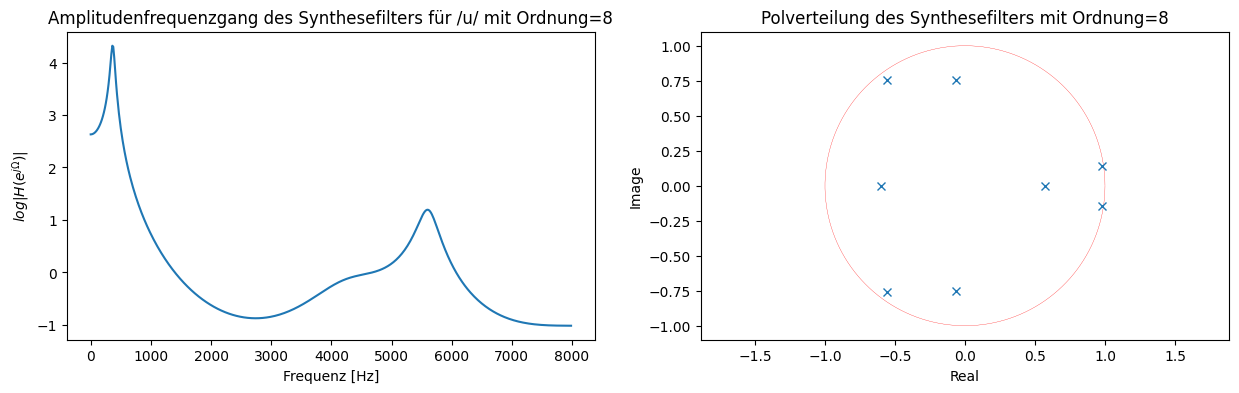 Amplitudenfrequenzgang des Synthesefilters für /u/ mit Ordnung=8
log|H(e^{jΩ})|
4
3
2
1
0
−1
0 1000 2000 3000 4000 5000 6000 7000 8000
Frequenz [Hz]
Polverteilung des Synthesefilters mit Ordnung=8
Image
1.00
0.75
0.50
0.25
0.00
−0.25
−0.50
−0.75
−1.00
−1.5 −1.0 −0.5 0.0 0.5 1.0 1.5
Real